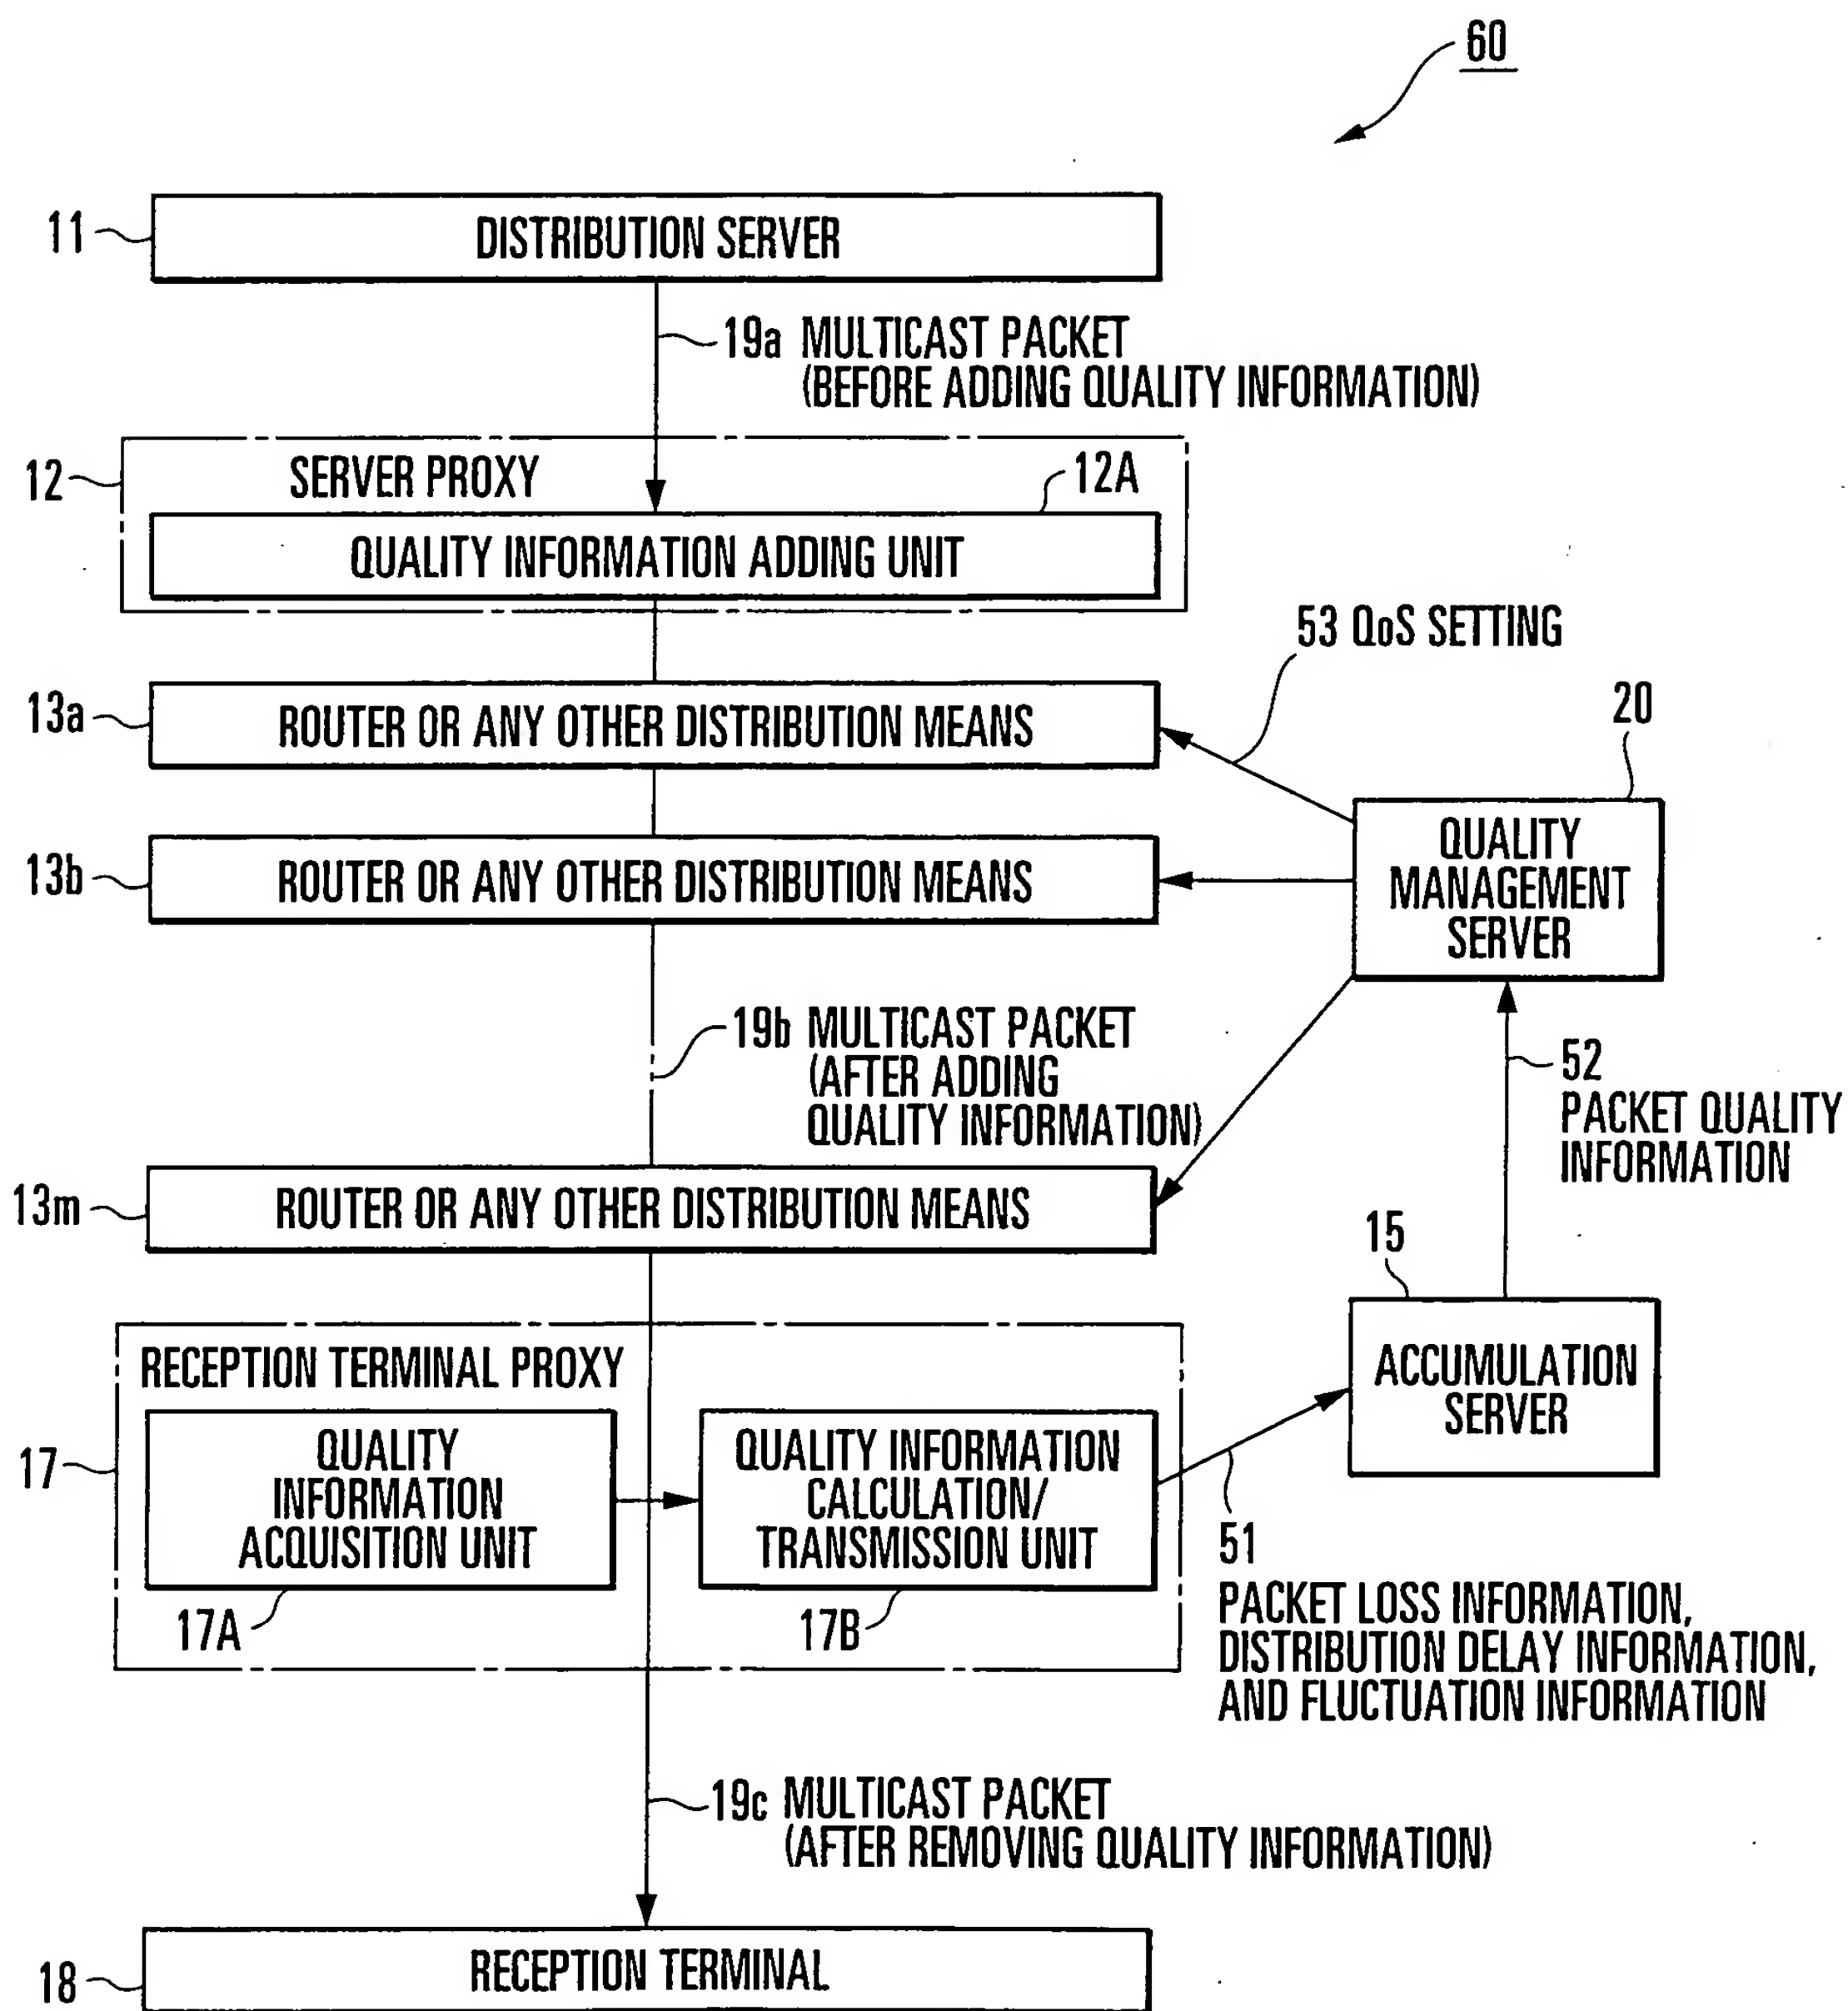 60
11
DISTRIBUTION SERVER
19a MULTICAST PACKET
(BEFORE ADDING QUALITY INFORMATION)
12
SERVER PROXY
12A
QUALITY INFORMATION ADDING UNIT
53 QoS SETTING
13a
ROUTER OR ANY OTHER DISTRIBUTION MEANS
20
QUALITY
MANAGEMENT
SERVER
13b
ROUTER OR ANY OTHER DISTRIBUTION MEANS
19b MULTICAST PACKET
(AFTER ADDING
QUALITY INFORMATION)
52
PACKET QUALITY
INFORMATION
13m
ROUTER OR ANY OTHER DISTRIBUTION MEANS
15
ACCUMULATION
SERVER
RECEPTION TERMINAL PROXY
17
QUALITY
INFORMATION
ACQUISITION UNIT
17A
QUALITY INFORMATION
CALCULATION/
TRANSMISSION UNIT
17B
51
PACKET LOSS INFORMATION,
DISTRIBUTION DELAY INFORMATION,
AND FLUCTUATION INFORMATION
19c MULTICAST PACKET
(AFTER REMOVING QUALITY INFORMATION)
18
RECEPTION TERMINAL